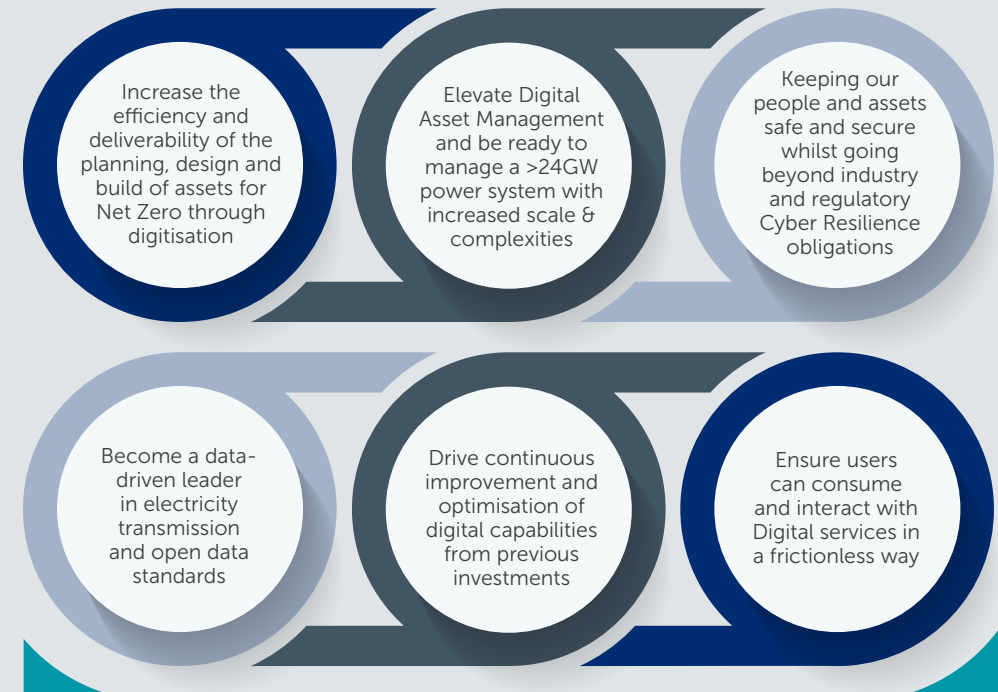 Increase the
efficiency and
deliverability of the
planning, design and
build of assets for
Net Zero through
digitisation
Elevate Digital
Asset Management
and be ready to
manage a >24GW
power system with
increased scale &
complexities
Keeping our
people and assets
safe and secure
whilst going
beyond industry
and regulatory
Cyber Resilience
obligations
Become a data-
driven leader
in electricity
transmission
and open data
standards
Drive continuous
improvement and
optimisation of
digital capabilities
from previous
investments
Ensure users
can consume
and interact with
Digital services in
a frictionless way